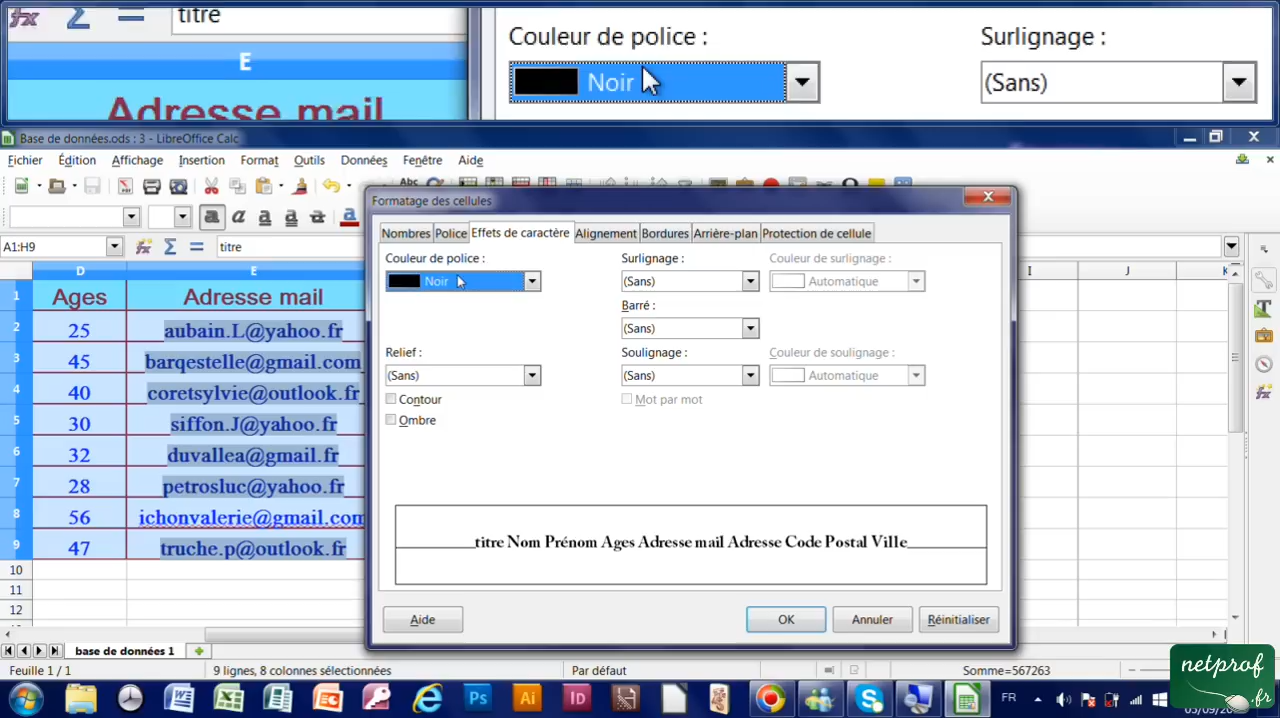 titre
Couleur de police :
Surlignage :
E
Noir
(Sans)
Adresse mail
Base de données.ods : 3 - LibreOffice Calc
Fichier Édition Affichage Insertion Format Outils Données Fenêtre Aide
Formatage des cellules
A1:H9
titre
Nombres Police Effets de caractère Alignement Bordures Arrière-plan Protection de cellule
Couleur de police :
Surlignage :
Couleur de surlignage :
Noir
(Sans)
Automatique
Barré :
(Sans)
Relief :
Soulignage :
Couleur de soulignage :
(Sans)
(Sans)
Automatique
Contour
Mot par mot
Ombre
titre Nom Prénom Ages Adresse mail Adresse Code Postal Ville
Aide
OK
Annuler
Réinitialiser
D E I J K
1 Ages Adresse mail
2 25 aubain.L@yahoo.fr
3 45 barqestelle@gmail.com
4 40 coretsylvie@outlook.fr
5 30 siffon.J@yahoo.fr
6 32 duvallea@gmail.fr
7 28 petrosluc@yahoo.fr
8 56 ichonvalerie@gmail.com
9 47 truche.p@outlook.fr
10
11
12
base de données 1
Feuille 1 / 1
9 lignes, 8 colonnes sélectionnées
Par défaut
Somme=567263
FR
netprof
.fr